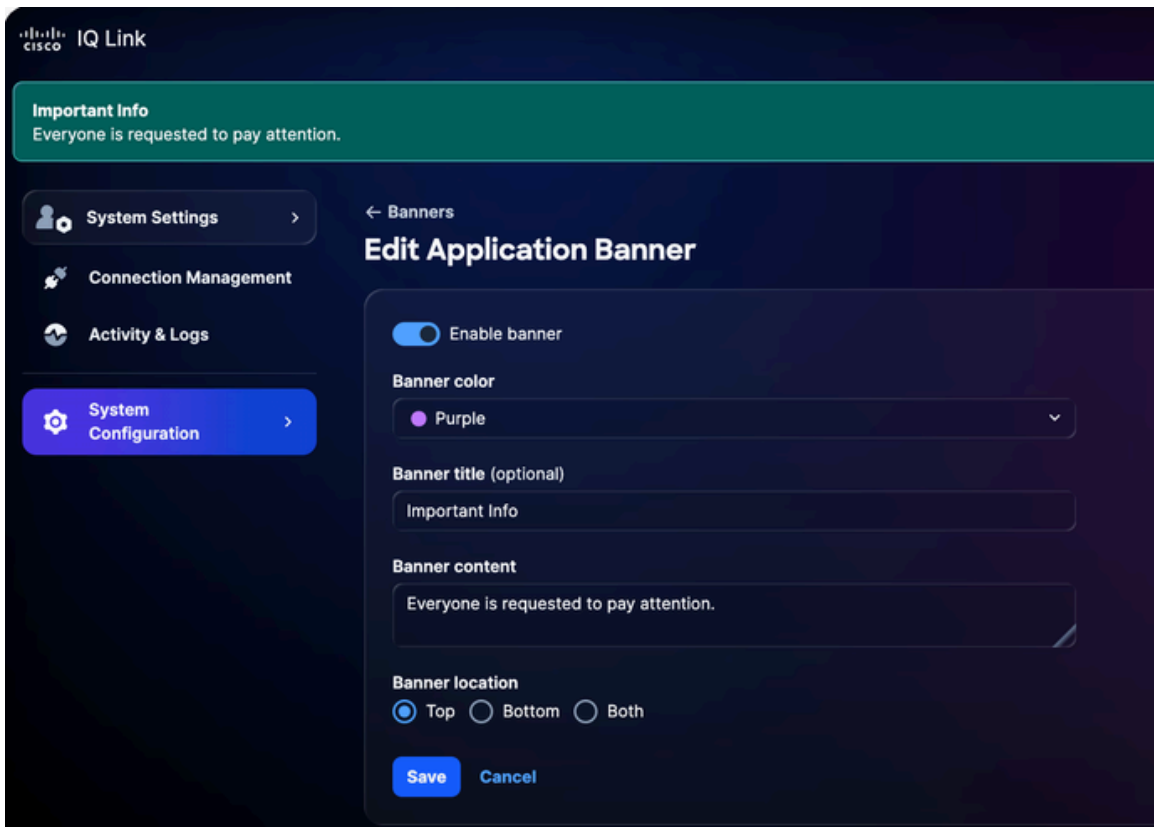 CISCO IQ Link
Important Info
Everyone is requested to pay attention.
System Settings
Connection Management
Activity & Logs
System
Configuration
← Banners
Edit Application Banner
Enable banner
Banner color
Purple
Banner title (optional)
Important Info
Banner content
Everyone is requested to pay attention.
Banner location
Top Bottom Both
Save Cancel